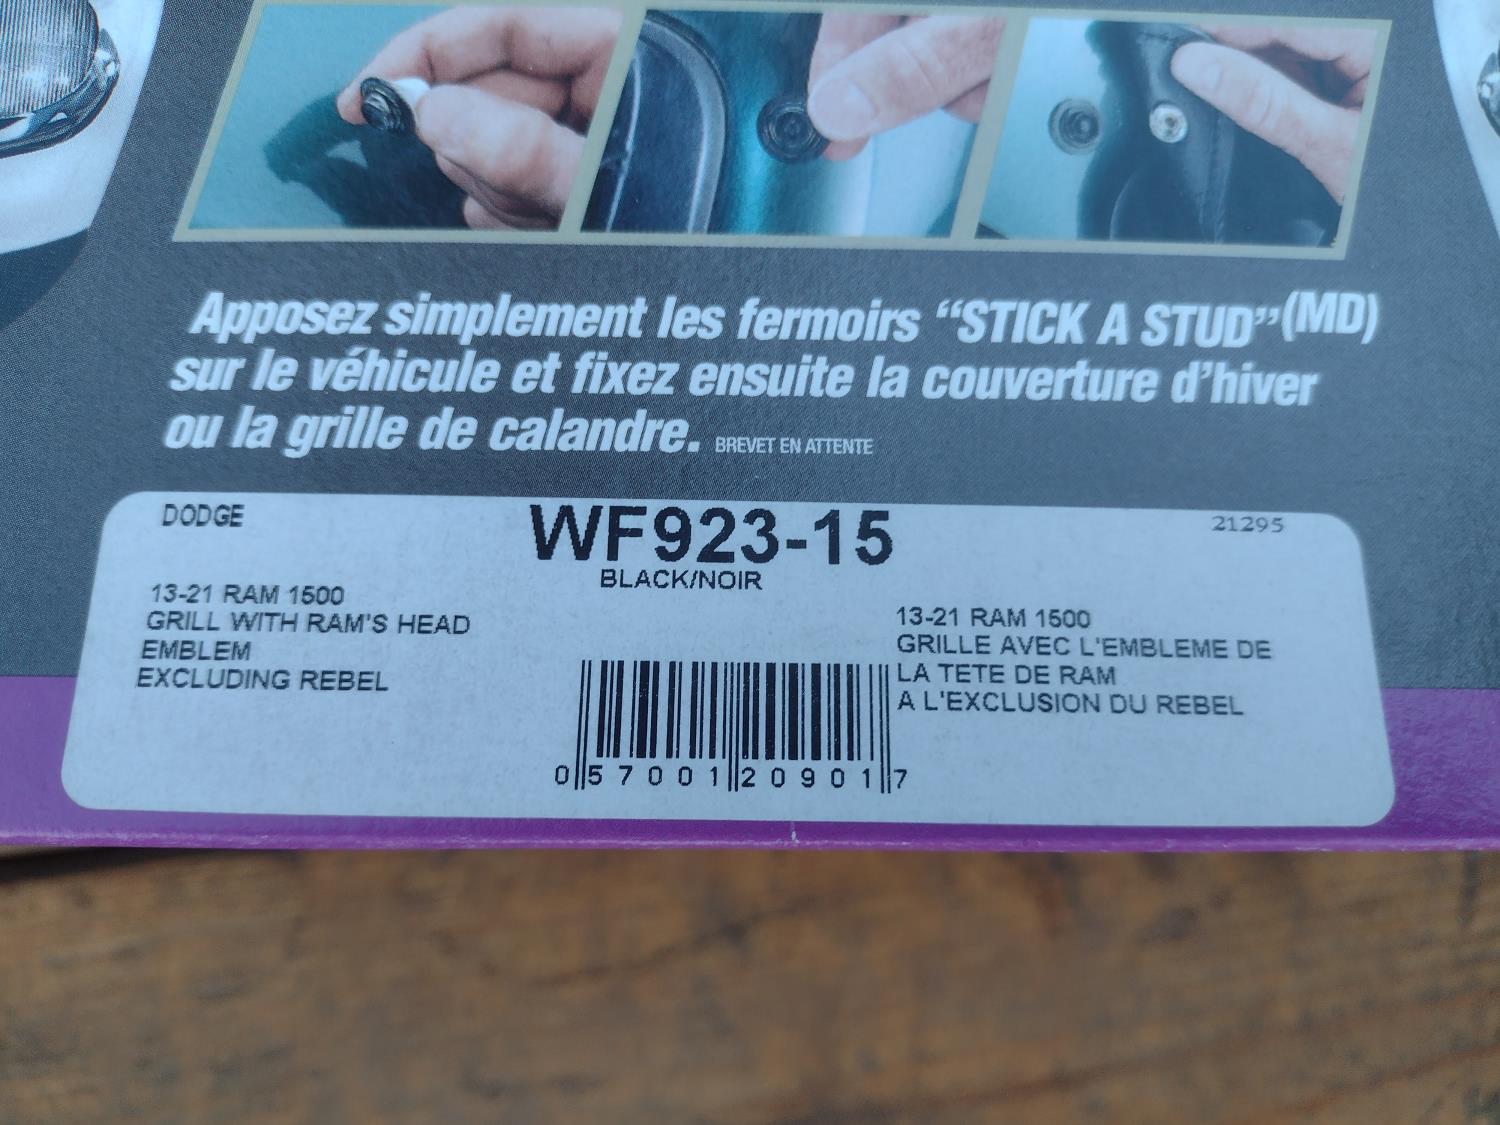 Apposez simplement les fermoirs “STICK A STUD”(MD)
sur le véhicule et fixez ensuite la couverture d’hiver
ou la grille de calandre. BREVET EN ATTENTE
DODGE
WF923-15
21295
BLACK/NOIR
13-21 RAM 1500
GRILL WITH RAM'S HEAD
EMBLEM
EXCLUDING REBEL
13-21 RAM 1500
GRILLE AVEC L'EMBLEME DE
LA TETE DE RAM
A L'EXCLUSION DU REBEL
0 57001 20901 7